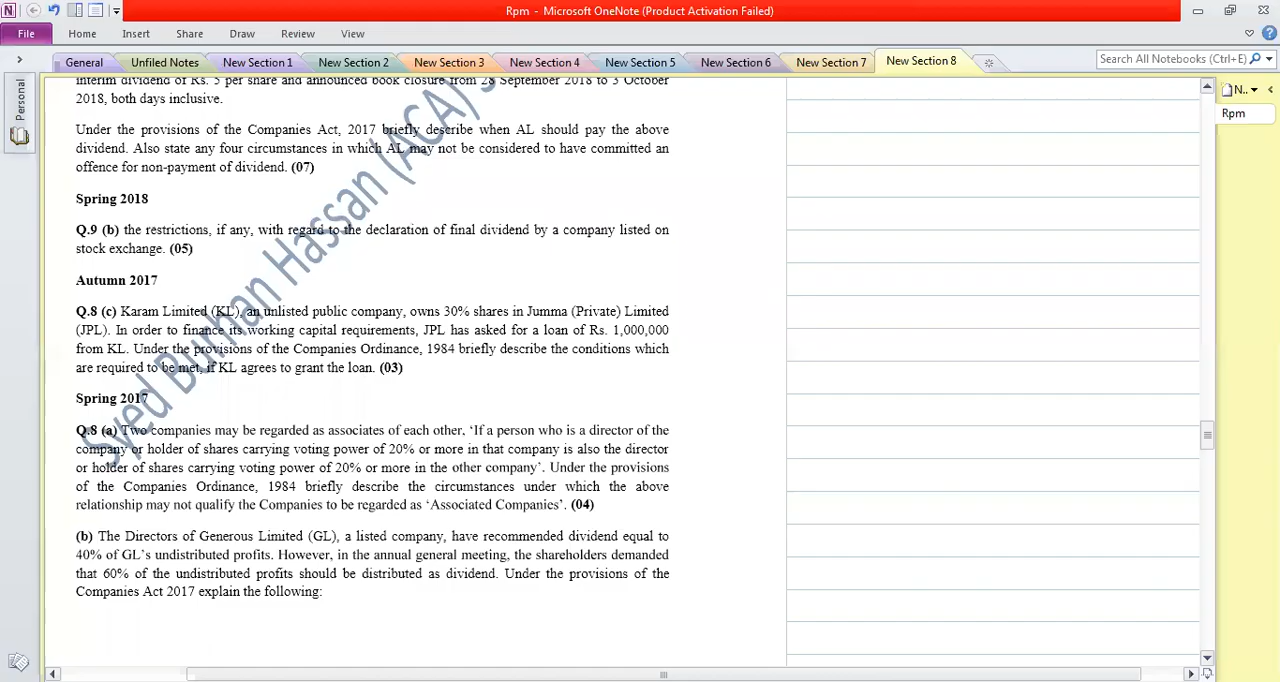 Rpm - Microsoft OneNote (Product Activation Failed)
File Home Insert Share Draw Review View
General Unfiled Notes New Section 1 New Section 2 New Section 3 New Section 4 New Section 5 New Section 6 New Section 7 New Section 8
Search All Notebooks (Ctrl+E)
Personal
N..
Rpm
interim dividend of Rs. 5 per share and announced book closure from 28 September 2018 to 3 October
2018, both days inclusive.
Under the provisions of the Companies Act, 2017 briefly describe when AL should pay the above
dividend. Also state any four circumstances in which AL may not be considered to have committed an
offence for non-payment of dividend. (07)
Spring 2018
Q.9 (b) the restrictions, if any, with regard to the declaration of final dividend by a company listed on
stock exchange. (05)
Autumn 2017
Q.8 (c) Karam Limited (KL), an unlisted public company, owns 30% shares in Jumma (Private) Limited
(JPL). In order to finance its working capital requirements, JPL has asked for a loan of Rs. 1,000,000
from KL. Under the provisions of the Companies Ordinance, 1984 briefly describe the conditions which
are required to be met, if KL agrees to grant the loan. (03)
Spring 2017
Q.8 (a) Two companies may be regarded as associates of each other, ‘If a person who is a director of the
company or holder of shares carrying voting power of 20% or more in that company is also the director
or holder of shares carrying voting power of 20% or more in the other company’. Under the provisions
of the Companies Ordinance, 1984 briefly describe the circumstances under which the above
relationship may not qualify the Companies to be regarded as ‘Associated Companies’. (04)
(b) The Directors of Generous Limited (GL), a listed company, have recommended dividend equal to
40% of GL’s undistributed profits. However, in the annual general meeting, the shareholders demanded
that 60% of the undistributed profits should be distributed as dividend. Under the provisions of the
Companies Act 2017 explain the following:
Syed Burhan Hassan (ACA)'s